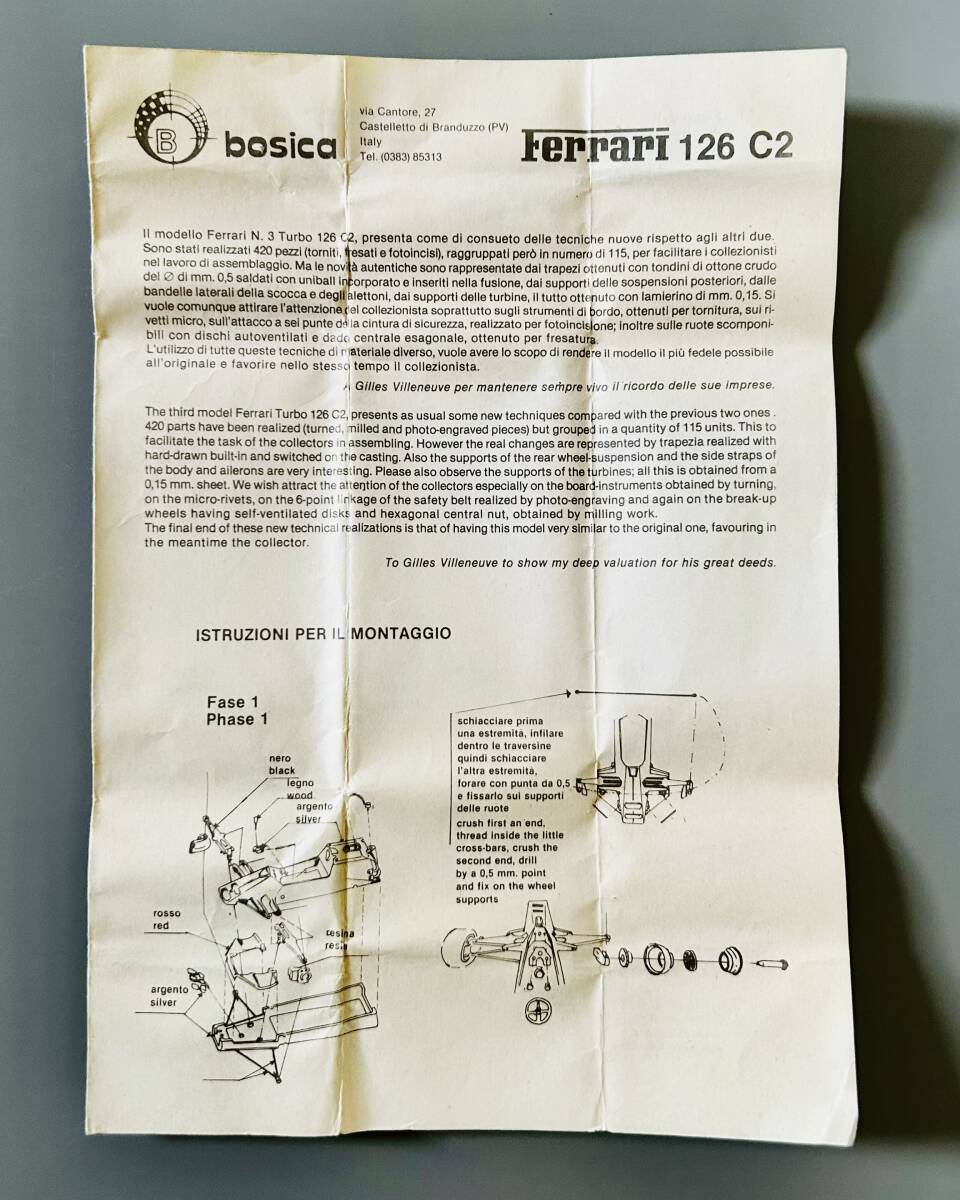 B bosica
via Cantore, 27
Castelletto di Branduzzo (PV)
Italy
Tel. (0383) 85313
Ferrari 126 C2
Il modello Ferrari N. 3 Turbo 126 C2, presenta come di consueto delle tecniche nuove rispetto agli altri due.
Sono stati realizzati 420 pezzi (torniti, fresati e fotoincisi), raggruppati però in numero di 115, per facilitare i collezionisti
nel lavoro di assemblaggio. Ma le novità autentiche sono rappresentate dai trapezi ottenuti con tondini di ottone crudo
del ∅ di mm. 0,5 saldati con uniball incorporato e inseriti nella fusione, dai supporti delle sospensioni posteriori, dalle
bandelle laterali della scocca e degli alettoni, dai supporti delle turbine, il tutto ottenuto con lamierino di mm. 0,15. Si
vuole comunque attirare l'attenzione del collezionista soprattutto sugli strumenti di bordo, ottenuti per tornitura, sui ri-
vetti micro, sull'attacco a sei punte della cintura di sicurezza, realizzato per fotoincisione; inoltre sulle ruote scomponi-
bili con dischi autoventilati e dado centrale esagonale, ottenuto per fresatura.
L'utilizzo di tutte queste tecniche di materiale diverso, vuole avere lo scopo di rendere il modello il più fedele possibile
all'originale e favorire nello stesso tempo il collezionista.
A Gilles Villeneuve per mantenere sempre vivo il ricordo delle sue imprese.
The third model Ferrari Turbo 126 C2, presents as usual some new techniques compared with the previous two ones.
420 parts have been realized (turned, milled and photo-engraved pieces) but grouped in a quantity of 115 units. This to
facilitate the task of the collectors in assembling. However the real changes are represented by trapezia realized with
hard-drawn built-in and switched on the casting. Also the supports of the rear wheel-suspension and the side straps of
the body and ailerons are very interesting. Please also observe the supports of the turbines; all this is obtained from a
0,15 mm. sheet. We wish attract the attention of the collectors especially on the board-instruments obtained by turning,
on the micro-rivets, on the 6-point linkage of the safety belt realized by photo-engraving and again on the break-up
wheels having self-ventilated disks and hexagonal central nut, obtained by milling work.
The final end of these new technical realizations is that of having this model very similar to the original one, favouring in
the meantime the collector.
To Gilles Villeneuve to show my deep valuation for his great deeds.
ISTRUZIONI PER IL MONTAGGIO
Fase 1
Phase 1
nero
black
legno
wood
argento
silver
rosso
red
resina
resin
argento
silver
schiacciare prima
una estremità, infilare
dentro le traversine
quindi schiacciare
l'altra estremità,
forare con punta da 0,5
e fissarlo sui supporti
delle ruote
crush first an end,
thread inside the little
cross-bars, crush the
second end, drill
by a 0,5 mm. point
and fix on the wheel
supports